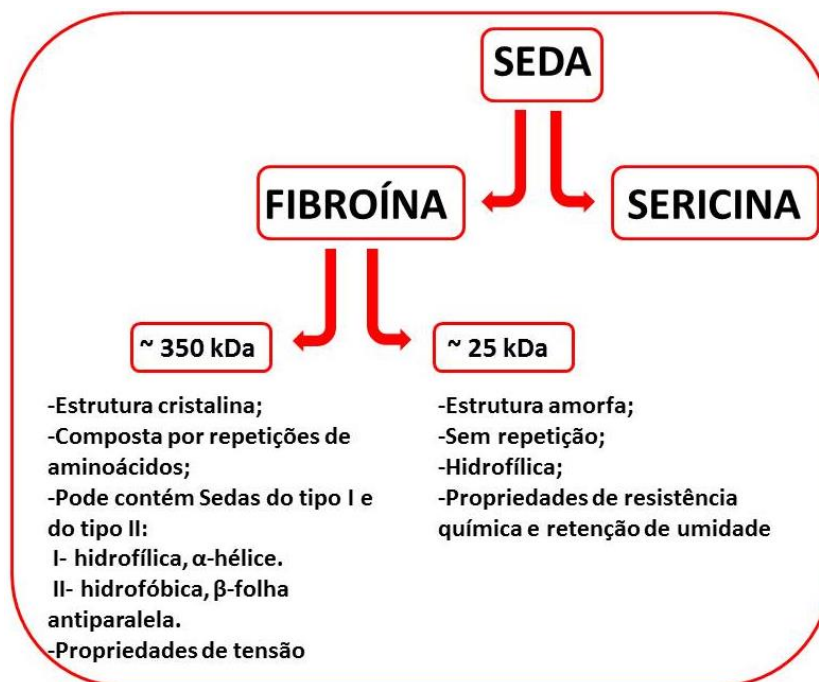 SEDA
FIBROÍNA
SERICINA
~ 350 kDa
~ 25 kDa
-Estrutura cristalina;
-Composta por repetições de
aminoácidos;
-Pode contém Sedas do tipo I e
do tipo II:
I- hidrofílica, α-hélice.
II- hidrofóbica, β-folha
antiparalela.
-Propriedades de tensão
-Estrutura amorfa;
-Sem repetição;
-Hidrofílica;
-Propriedades de resistência
química e retenção de umidade